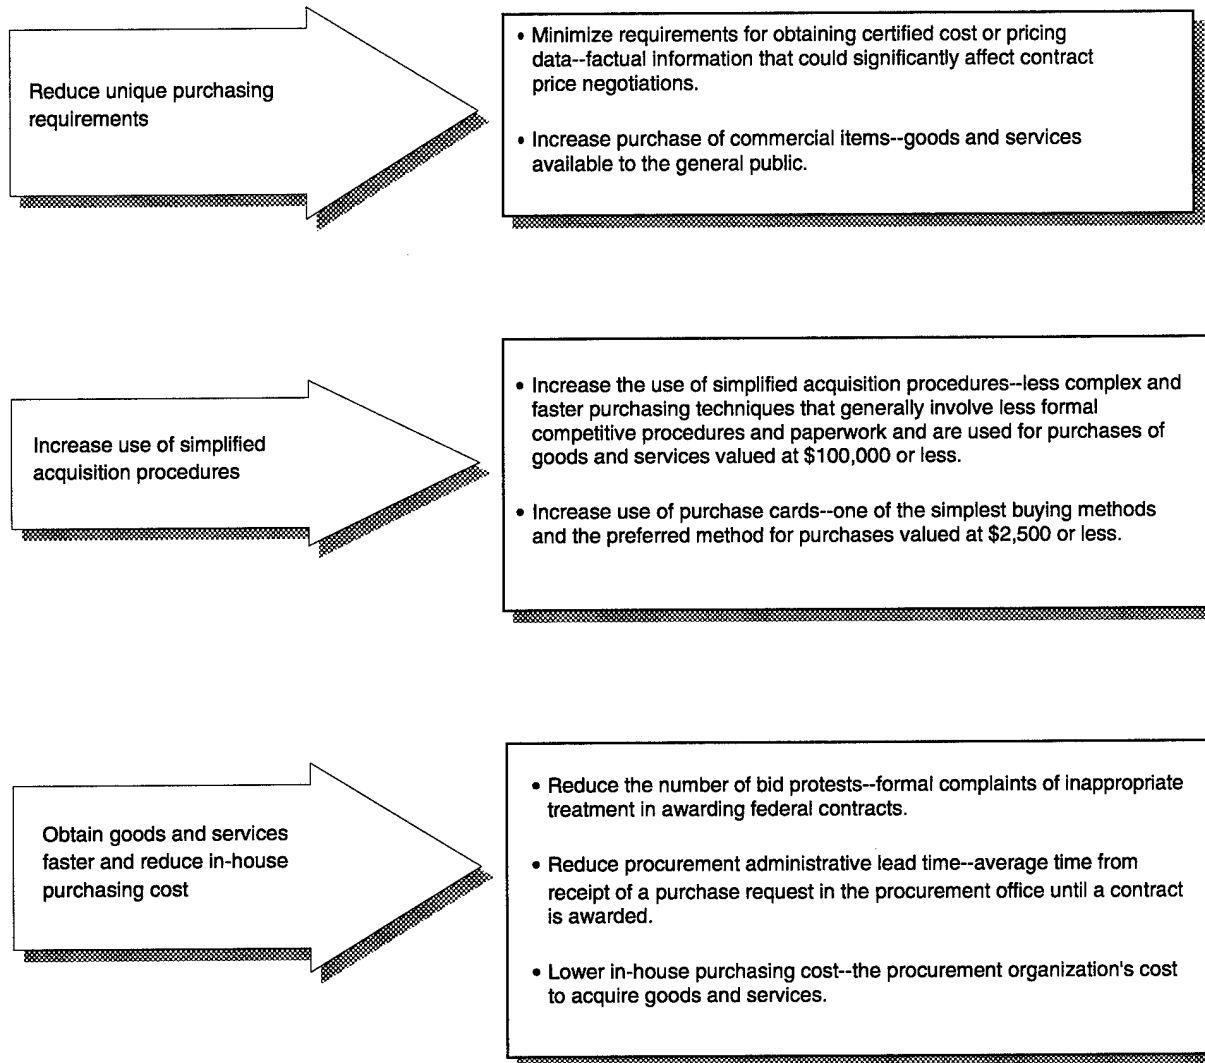 Reduce unique purchasing
requirements
• Minimize requirements for obtaining certified cost or pricing
data--factual information that could significantly affect contract
price negotiations.
• Increase purchase of commercial items--goods and services
available to the general public.
Increase use of simplified
acquisition procedures
• Increase the use of simplified acquisition procedures--less complex and
faster purchasing techniques that generally involve less formal
competitive procedures and paperwork and are used for purchases of
goods and services valued at $100,000 or less.
• Increase use of purchase cards--one of the simplest buying methods
and the preferred method for purchases valued at $2,500 or less.
Obtain goods and services
faster and reduce in-house
purchasing cost
• Reduce the number of bid protests--formal complaints of inappropriate
treatment in awarding federal contracts.
• Reduce procurement administrative lead time--average time from
receipt of a purchase request in the procurement office until a contract
is awarded.
• Lower in-house purchasing cost--the procurement organization's cost
to acquire goods and services.